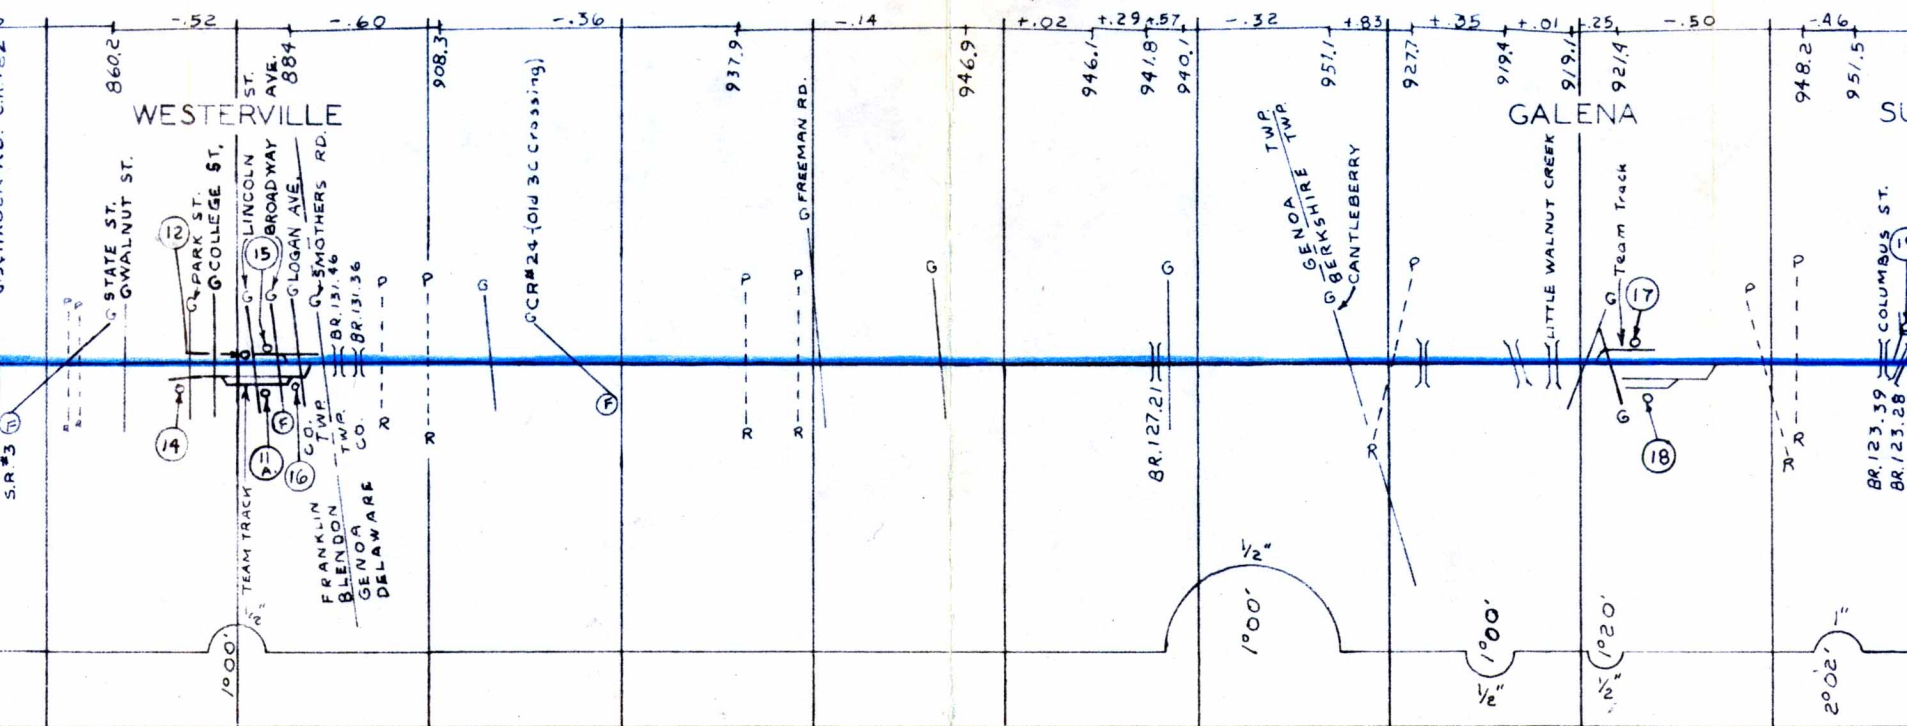 -.52 -.60 -.36 -.14 +.02 +.29 +.57 -.32 +.83 +.35 +.01 -.25 -.50 -.46
860.2 884 908.3 937.9 946.9 946.1 941.8 940.1 951.1 927.7 919.4 919.1 921.4 948.2 951.5
WESTERVILLE
GALENA
SU
G STATE ST.
G WALNUT ST.
12
G PARK ST.
G COLLEGE ST.
G LINCOLN ST.
15
G BROADWAY AVE.
G LOGAN AVE.
G SMOTHERS RD.
BR.131.46
BR.131.36
G CR#24 (Old 3C Crossing)
G FREEMAN RD.
GENOA TWP.
BERKSHIRE TWP.
G CANTLEBERRY
LITTLE WALNUT CREEK
G Team Track
17
COLUMBUS ST.
P P P P G P P G G P P P
R R R R R R R G R R
S.R.#3
F
14
11 A
F
16
F
BR.127.21
18
BR.123.39
BR.123.28
TEAM TRACK
FRANKLIN CO.
BLENDON TWP.
GENOA TWP.
DELAWARE CO.
1/2
1°00'
1/2"
1°00'
1°00'
1/2"
1°20'
1/2"
1"
2°02'